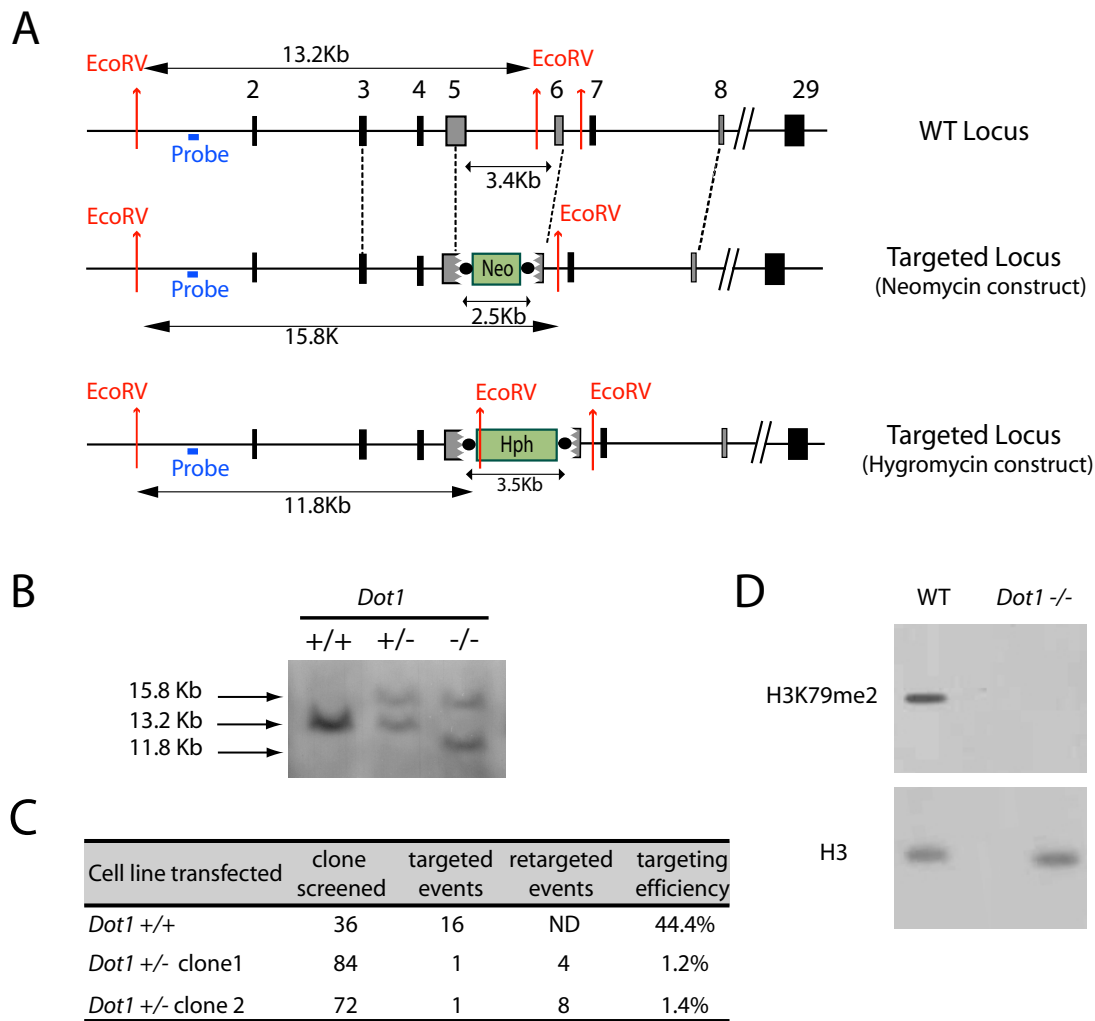 A
13.2Kb
EcoRV
EcoRV
2
3
4
5
6
7
8
29
WT Locus
Probe
3.4Kb
EcoRV
EcoRV
Neo
Targeted Locus
(Neomycin construct)
Probe
2.5Kb
15.8K
EcoRV
EcoRV
EcoRV
Hph
Targeted Locus
(Hygromycin construct)
Probe
3.5Kb
11.8Kb
B
Dot1
+/+ +/- -/-
15.8 Kb
13.2 Kb
11.8 Kb
C
Cell line transfected clone screened targeted events retargeted events targeting efficiency
Dot1 +/+ 36 16 ND 44.4%
Dot1 +/- clone1 84 1 4 1.2%
Dot1 +/- clone 2 72 1 8 1.4%
D
WT Dot1 -/-
H3K79me2
H3